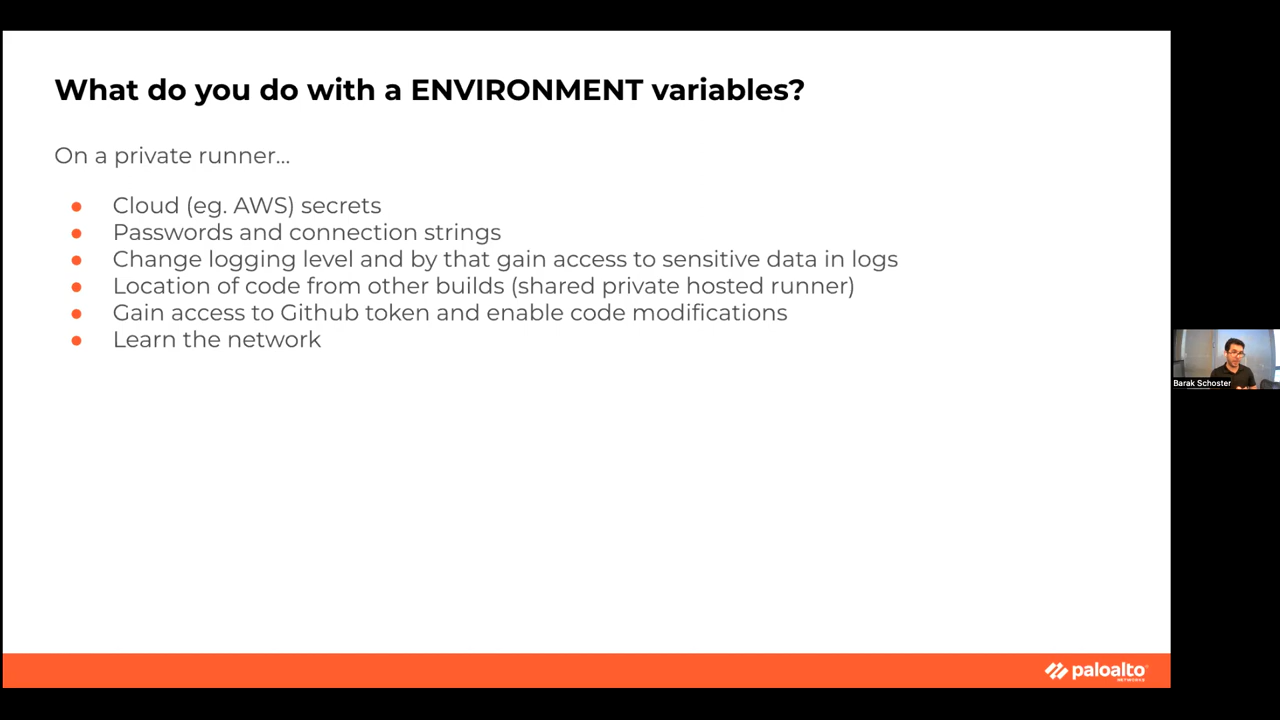 What do you do with a ENVIRONMENT variables?
On a private runner...
Cloud (eg. AWS) secrets
Passwords and connection strings
Change logging level and by that gain access to sensitive data in logs
Location of code from other builds (shared private hosted runner)
Gain access to Github token and enable code modifications
Learn the network
Barak Schoster
paloalto
NETWORKS